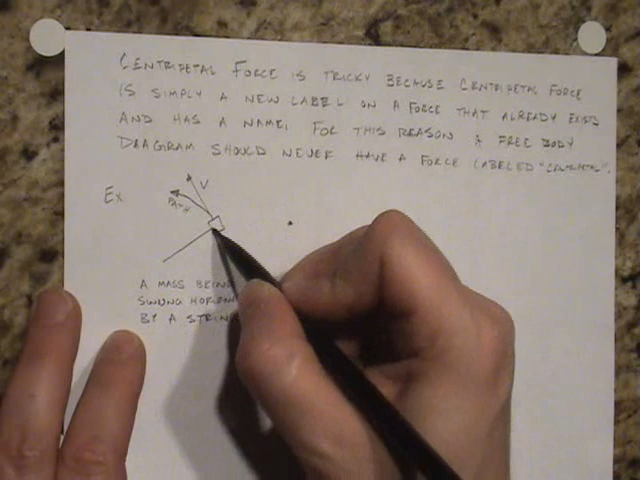 CENTRIPETAL FORCE IS TRICKY BECAUSE CENTRIPETAL FORCE
IS SIMPLY A NEW LABEL ON A FORCE THAT ALREADY EXISTS
AND HAS A NAME, FOR THIS REASON A FREE BODY
DIAGRAM SHOULD NEVER HAVE A FORCE LABELED "CENTRIPETAL".
EX
V
PATH
A MASS BEING
SWUNG
BY A STRING